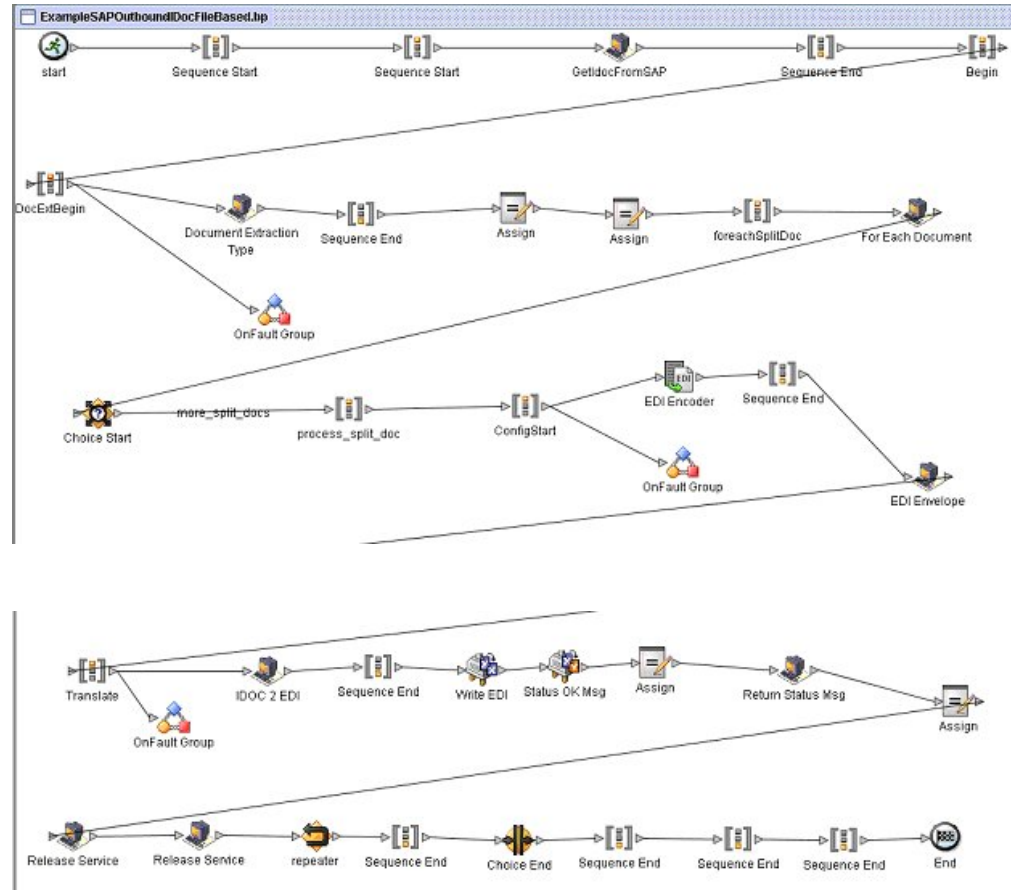 ExampleSAPOutboundIDocFileBased.bp
start
Sequence Start
Sequence Start
GetIdocFromSAP
Sequence End
Begin
DocExtBegin
Document Extraction
Type
Sequence End
Assign
Assign
foreachSplitDoc
For Each Document
OnFault Group
Choice Start
more_split_docs
process_split_doc
ConfigStart
EDI
EDI Encoder
Sequence End
OnFault Group
EDI Envelope
Translate
IDOC 2 EDI
Sequence End
Write EDI
Status OK Msg
Assign
Return Status Msg
Assign
OnFault Group
Release Service
Release Service
repeater
Sequence End
Choice End
Sequence End
Sequence End
Sequence End
End